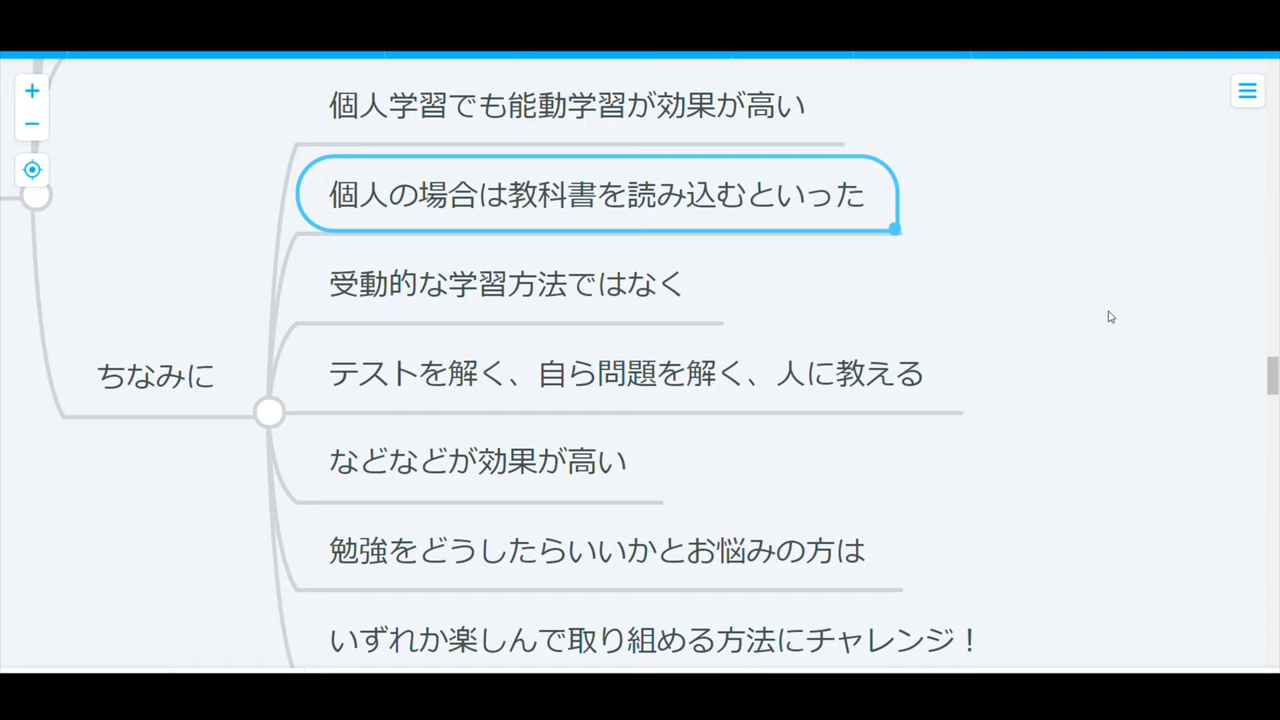 個人学習でも能動学習が効果が高い
個人の場合は教科書を読み込むといった
受動的な学習方法ではなく
ちなみに
テストを解く、自ら問題を解く、人に教える
などなどが効果が高い
勉強をどうしたらいいかとお悩みの方は
いずれか楽しんで取り組める方法にチャレンジ！